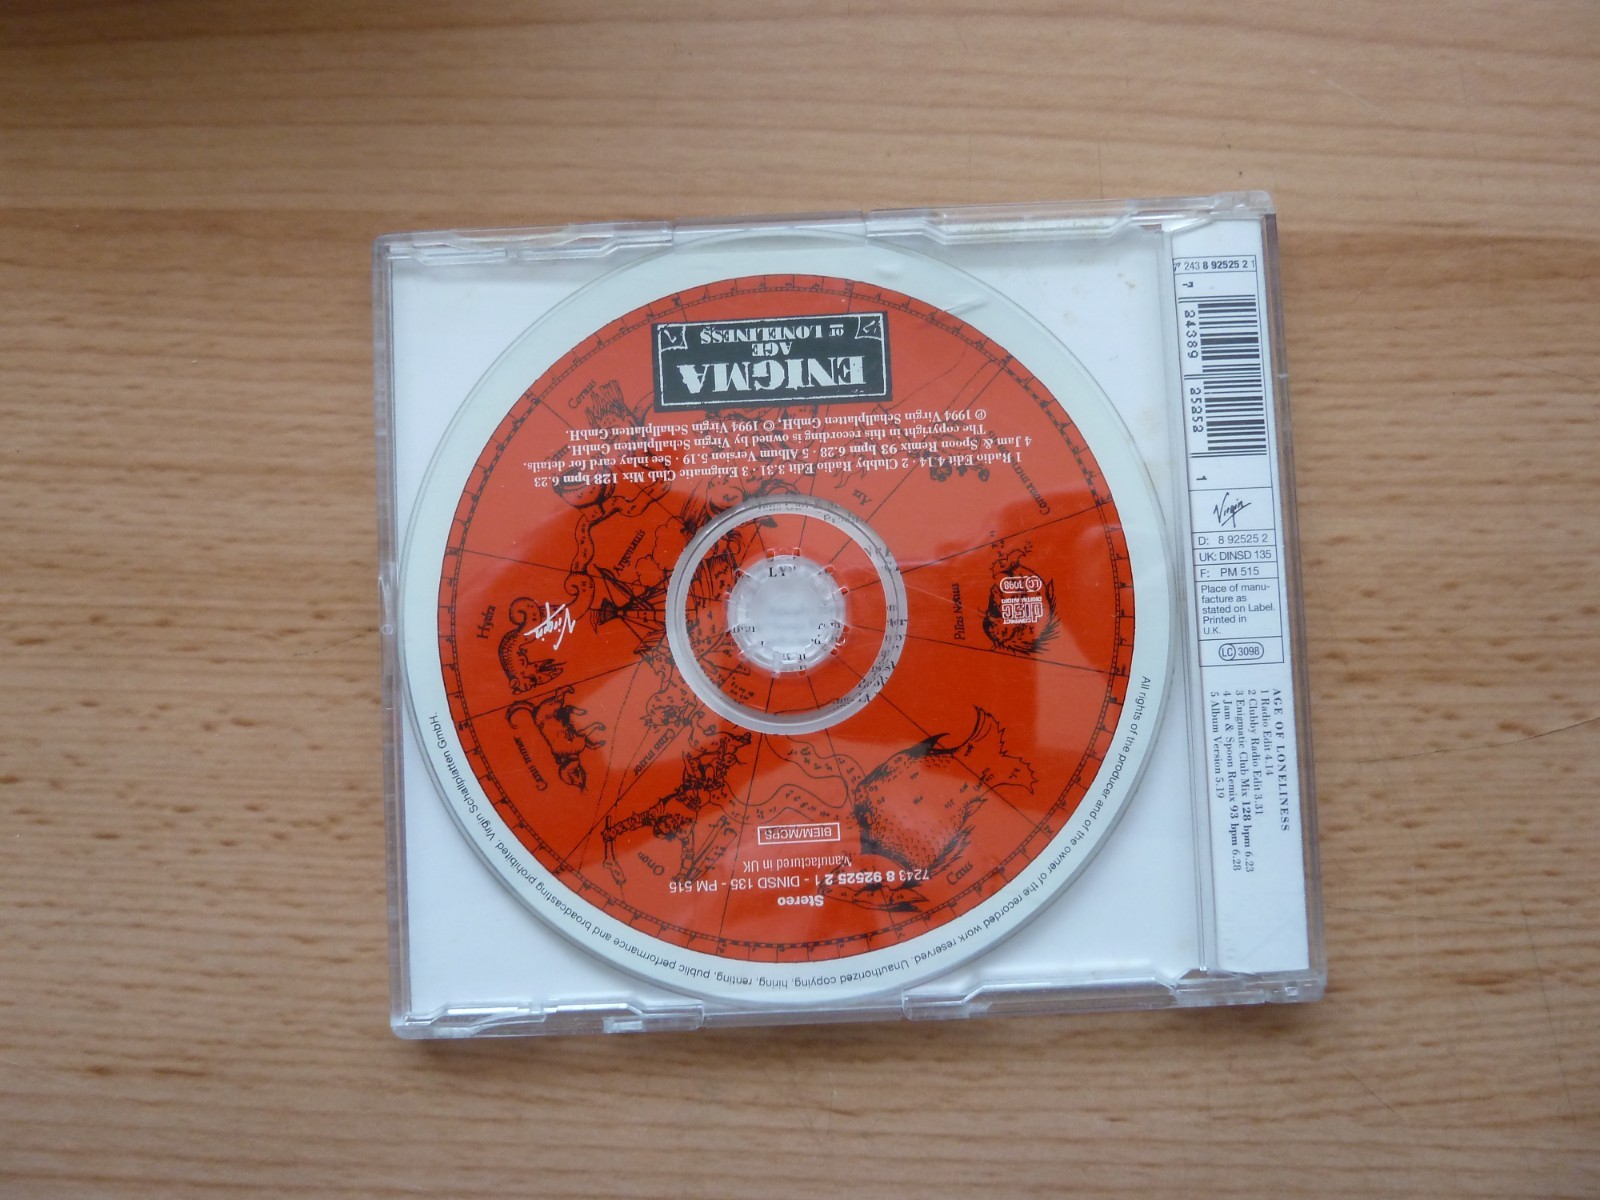 ENIGMA
AGE
OF LONELINESS
℗ 1994 Virgin Schallplatten GmbH, © 1994 Virgin Schallplatten GmbH.
The copyright in this recording is owned by Virgin Schallplatten GmbH.
4 Jam & Spoon Remix 93 bpm 6.28 · 5 Album Version 5.19 · See inlay card for details.
1 Radio Edit 4.14 · 2 Clubby Radio Edit 3.31 · 3 Enigmatic Club Mix 128 bpm 6.23
Corvus
Ara
Argonavis
Hydra
Virgin
Canis minor
Canis maior
Orion
Cetus
COMPACT
disc
DIGITAL AUDIO
LC 3098
BIEM/MCPS
Manufactured in UK
7243 8 92525 2 1 - DINSD 135 - PM 515
Stereo
All rights of the producer and of the owner of the recorded work reserved. Unauthorized copying, hiring, renting, public performance and broadcasting prohibited. Virgin Schallplatten GmbH.
243 8 92525 2 1
7 24389 25252 1
Virgin
D: 8 92525 2
UK: DINSD 135
F: PM 515
Place of manu-
facture as
stated on Label.
Printed in
U.K.
LC 3098
AGE OF LONELINESS
1 Radio Edit 4.14
2 Clubby Radio Edit 3.31
3 Enigmatic Club Mix 128 bpm 6.23
4 Jam & Spoon Remix 93 bpm 6.28
5 Album Version 5.19